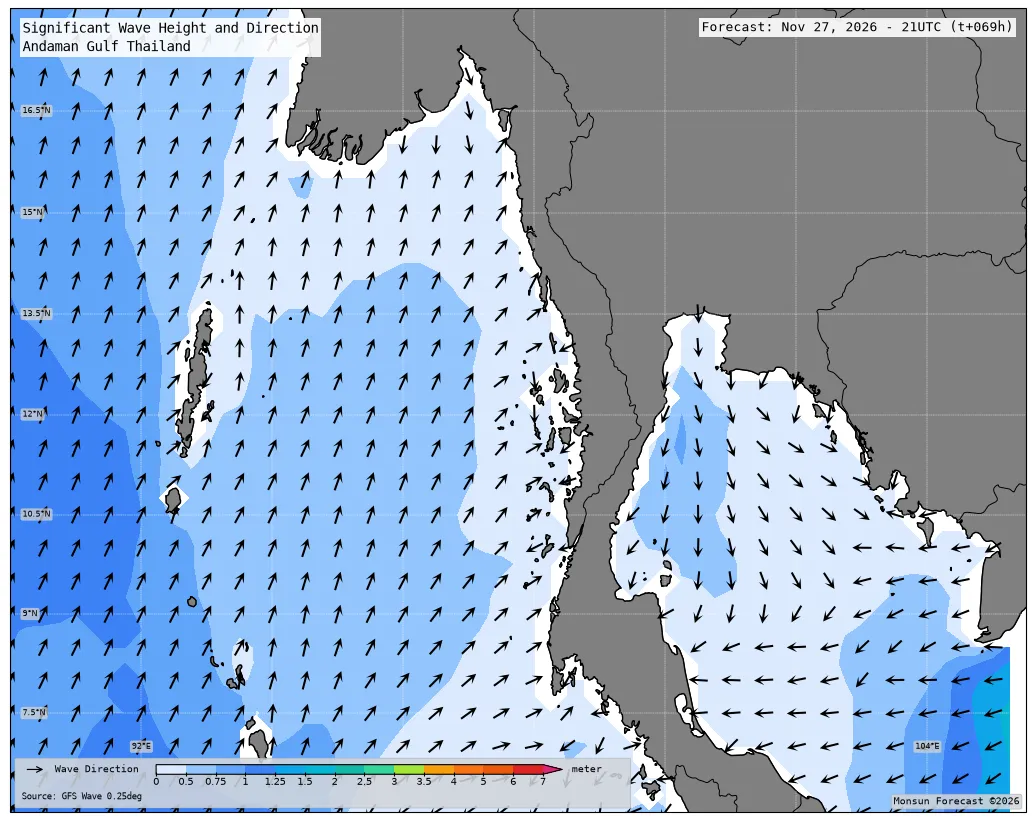 Significant Wave Height and Direction
Andaman Gulf Thailand
Forecast: Nov 27, 2026 - 21UTC (t+069h)
16.5°N
15°N
13.5°N
12°N
10.5°N
9°N
7.5°N
92°E
104°E
Wave Direction
0.5 0.75 1 1.25 1.5 2 2.5 3 3.5 4 5 6 7
meter
Source: GFS Wave 0.25deg
Monsun Forecast ©2026